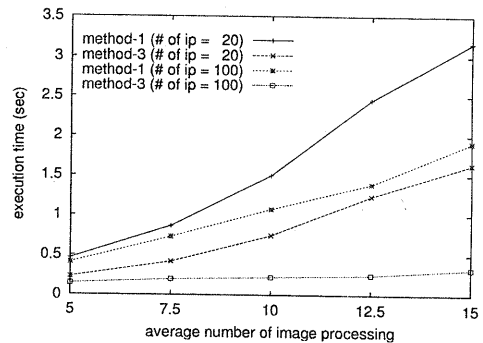 3.5
3
2.5
2
1.5
1
0.5
0
method-1 (# of ip = 20)
method-3 (# of ip = 20)
method-1 (# of ip = 100)
method-3 (# of ip = 100)
execution time (sec)
5 7.5 10 12.5 15
average number of image processing